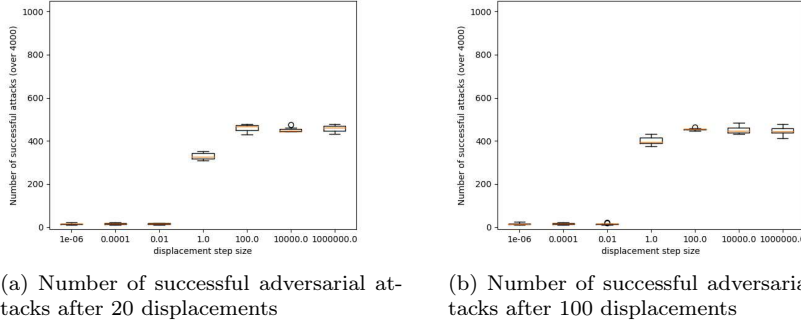 1000
800
600
400
200
0
Number of successful attacks (over 4000)
1e-06 0.0001 0.01 1.0 100.0 10000.0 1000000.0
displacement step size
(a) Number of successful adversarial at-
tacks after 20 displacements
1000
800
600
400
200
0
Number of successful attacks (over 4000)
1e-06 0.0001 0.01 1.0 100.0 10000.0 1000000.
displacement step size
(b) Number of successful adversaria
tacks after 100 displacements